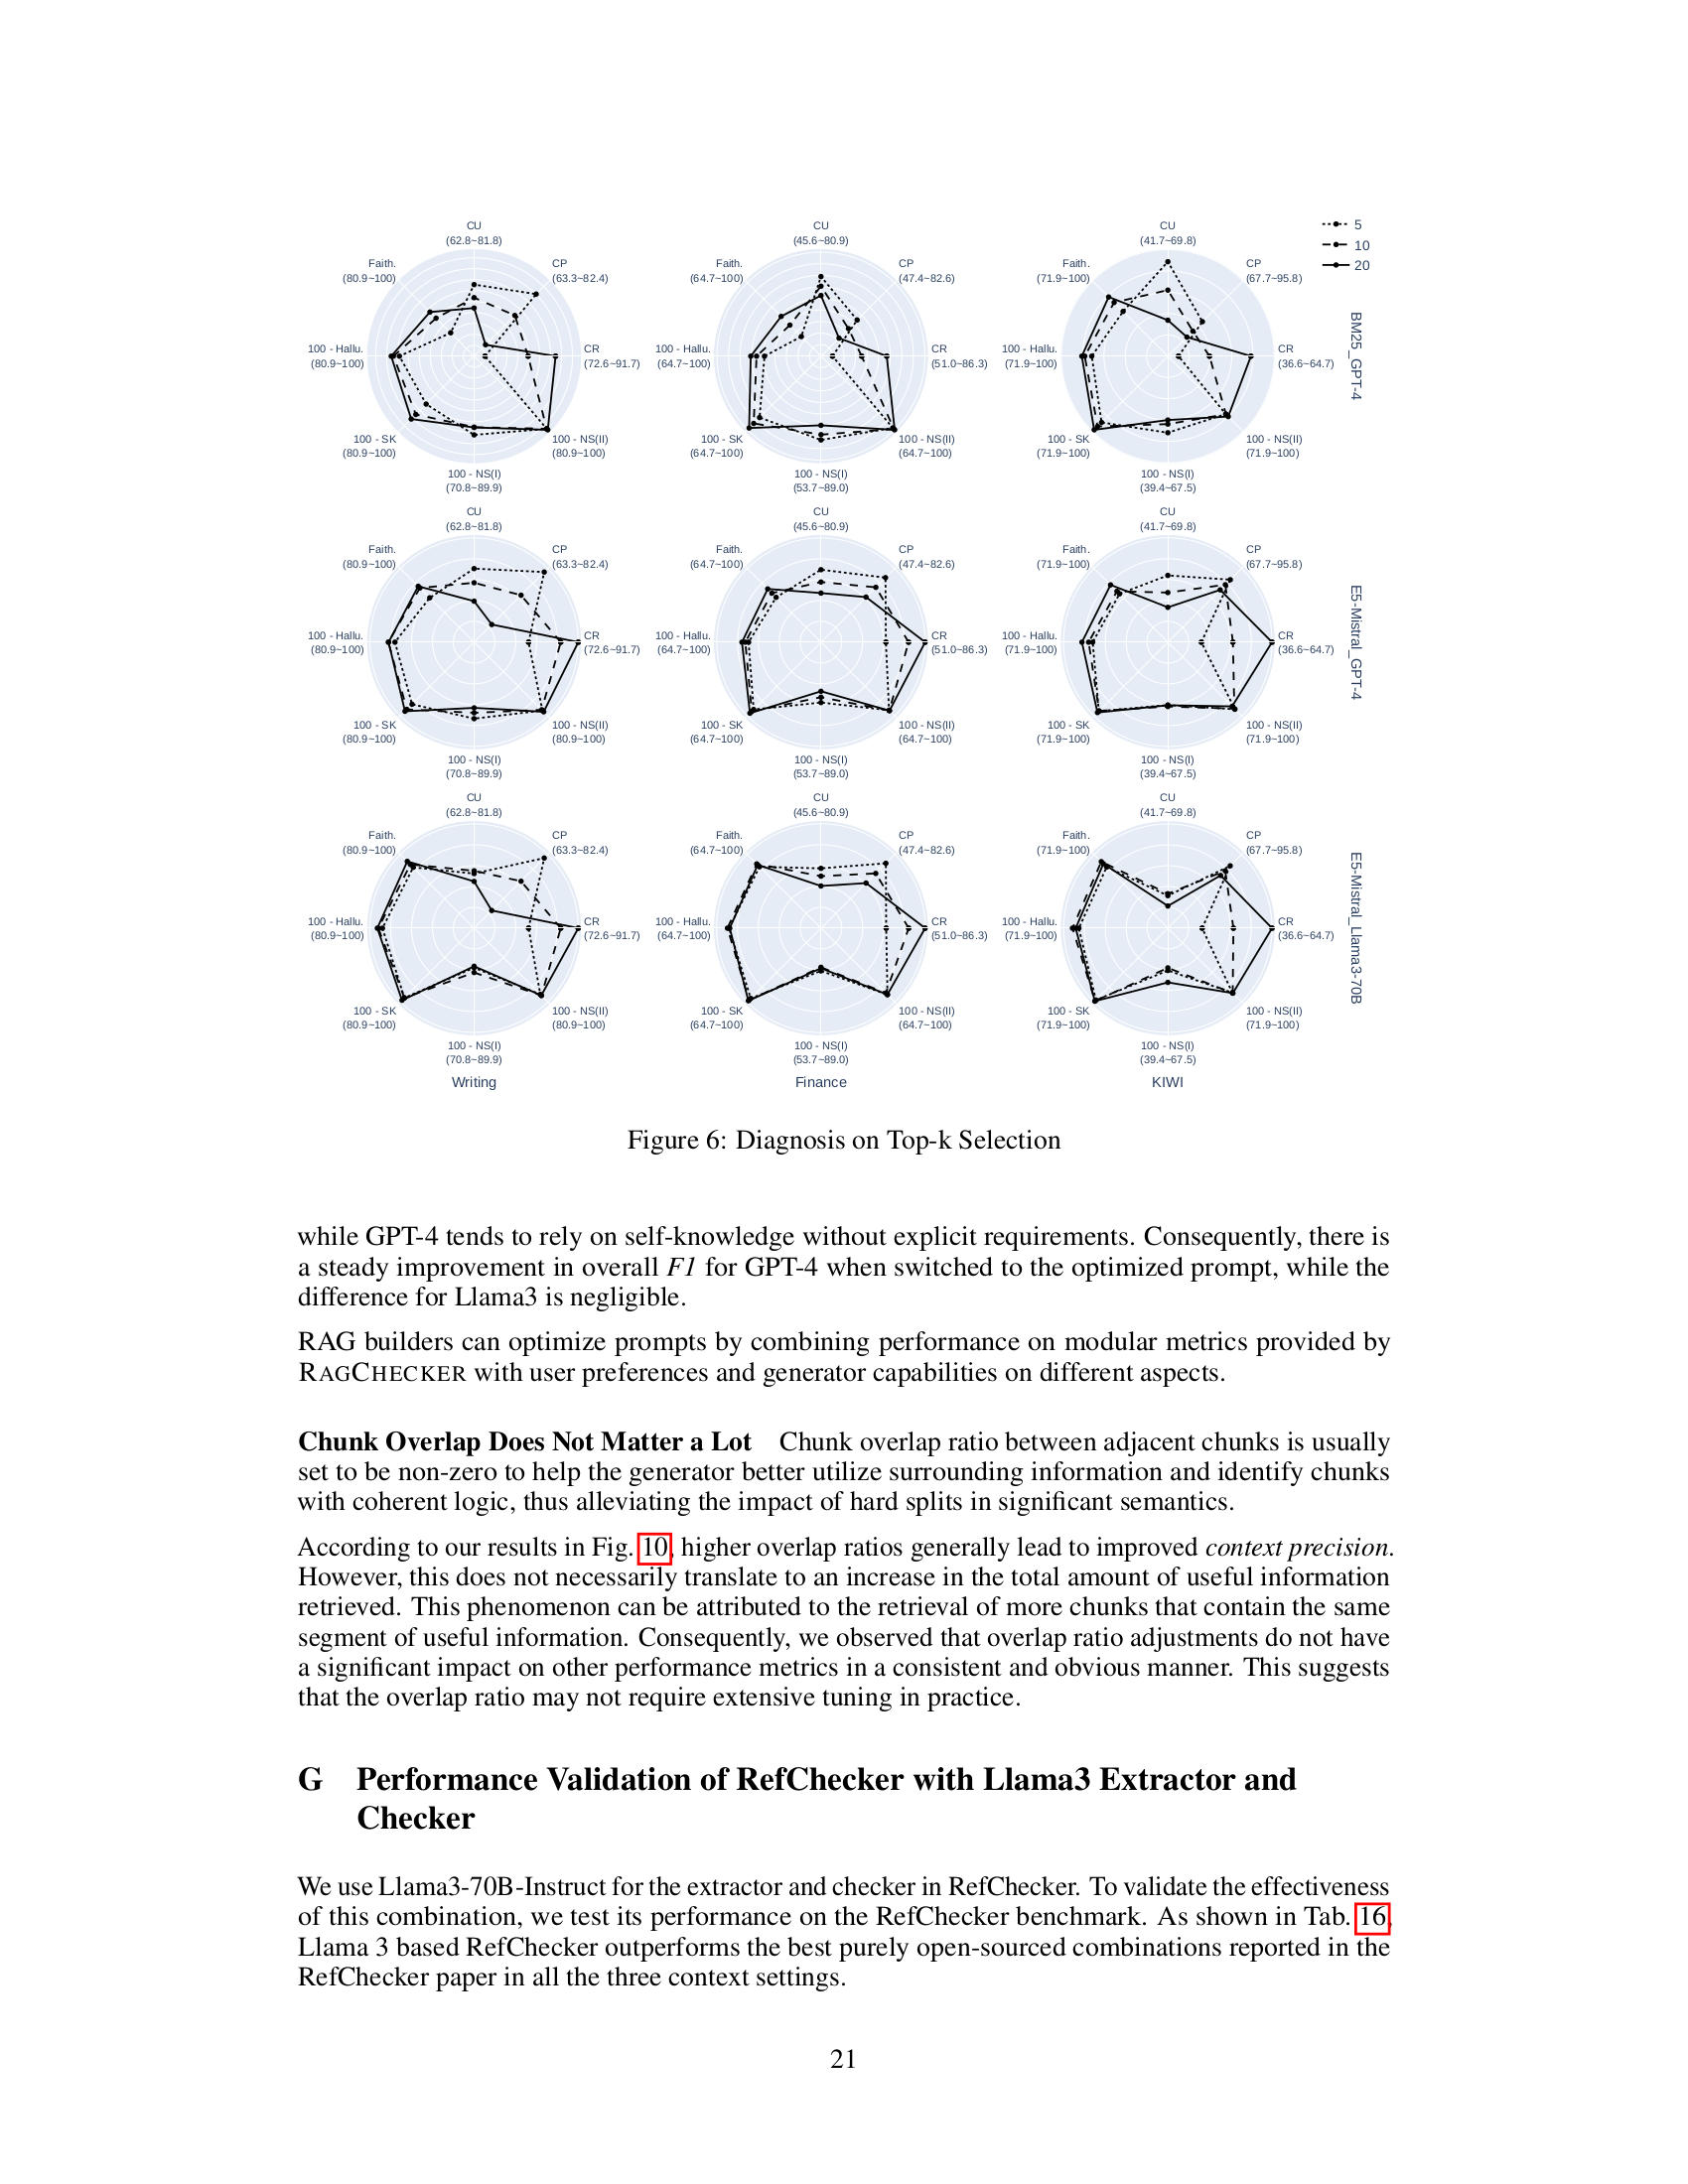 CU
(62.8~81.8)
Faith.
(80.9~100)
CP
(63.3~82.4)
100 - Hallu.
(80.9~100)
CR
(72.6~91.7)
100 - SK
(80.9~100)
100 - NS(II)
(80.9~100)
100 - NS(I)
(70.8~89.9)
CU
(45.6~80.9)
Faith.
(64.7~100)
CP
(47.4~82.6)
100 - Hallu.
(64.7~100)
CR
(51.0~86.3)
100 - SK
(64.7~100)
100 - NS(II)
(64.7~100)
100 - NS(I)
(53.7~89.0)
CU
(41.7~69.8)
Faith.
(71.9~100)
CP
(67.7~95.8)
100 - Hallu.
(71.9~100)
CR
(36.6~64.7)
100 - SK
(71.9~100)
100 - NS(II)
(71.9~100)
100 - NS(I)
(39.4~67.5)
5
10
20
BM25_GPT-4
CU
(62.8~81.8)
Faith.
(80.9~100)
CP
(63.3~82.4)
100 - Hallu.
(80.9~100)
CR
(72.6~91.7)
100 - SK
(80.9~100)
100 - NS(II)
(80.9~100)
100 - NS(I)
(70.8~89.9)
CU
(45.6~80.9)
Faith.
(64.7~100)
CP
(47.4~82.6)
100 - Hallu.
(64.7~100)
CR
(51.0~86.3)
100 - SK
(64.7~100)
100 - NS(II)
(64.7~100)
100 - NS(I)
(53.7~89.0)
CU
(41.7~69.8)
Faith.
(71.9~100)
CP
(67.7~95.8)
100 - Hallu.
(71.9~100)
CR
(36.6~64.7)
100 - SK
(71.9~100)
100 - NS(II)
(71.9~100)
100 - NS(I)
(39.4~67.5)
E5-Mistral_GPT-4
CU
(62.8~81.8)
Faith.
(80.9~100)
CP
(63.3~82.4)
100 - Hallu.
(80.9~100)
CR
(72.6~91.7)
100 - SK
(80.9~100)
100 - NS(II)
(80.9~100)
100 - NS(I)
(70.8~89.9)
CU
(45.6~80.9)
Faith.
(64.7~100)
CP
(47.4~82.6)
100 - Hallu.
(64.7~100)
CR
(51.0~86.3)
100 - SK
(64.7~100)
100 - NS(II)
(64.7~100)
100 - NS(I)
(53.7~89.0)
CU
(41.7~69.8)
Faith.
(71.9~100)
CP
(67.7~95.8)
100 - Hallu.
(71.9~100)
CR
(36.6~64.7)
100 - SK
(71.9~100)
100 - NS(II)
(71.9~100)
100 - NS(I)
(39.4~67.5)
E5-Mistral_Llama3-70B
Writing
Finance
KIWI
Figure 6: Diagnosis on Top-k Selection
while GPT-4 tends to rely on self-knowledge without explicit requirements. Consequently, there is
a steady improvement in overall F1 for GPT-4 when switched to the optimized prompt, while the
difference for Llama3 is negligible.
RAG builders can optimize prompts by combining performance on modular metrics provided by
RAGCHECKER with user preferences and generator capabilities on different aspects.
Chunk Overlap Does Not Matter a Lot Chunk overlap ratio between adjacent chunks is usually
set to be non-zero to help the generator better utilize surrounding information and identify chunks
with coherent logic, thus alleviating the impact of hard splits in significant semantics.
According to our results in Fig. 10, higher overlap ratios generally lead to improved context precision.
However, this does not necessarily translate to an increase in the total amount of useful information
retrieved. This phenomenon can be attributed to the retrieval of more chunks that contain the same
segment of useful information. Consequently, we observed that overlap ratio adjustments do not have
a significant impact on other performance metrics in a consistent and obvious manner. This suggests
that the overlap ratio may not require extensive tuning in practice.
G Performance Validation of RefChecker with Llama3 Extractor and
Checker
We use Llama3-70B-Instruct for the extractor and checker in RefChecker. To validate the effectiveness
of this combination, we test its performance on the RefChecker benchmark. As shown in Tab. 16,
Llama 3 based RefChecker outperforms the best purely open-sourced combinations reported in the
RefChecker paper in all the three context settings.
21